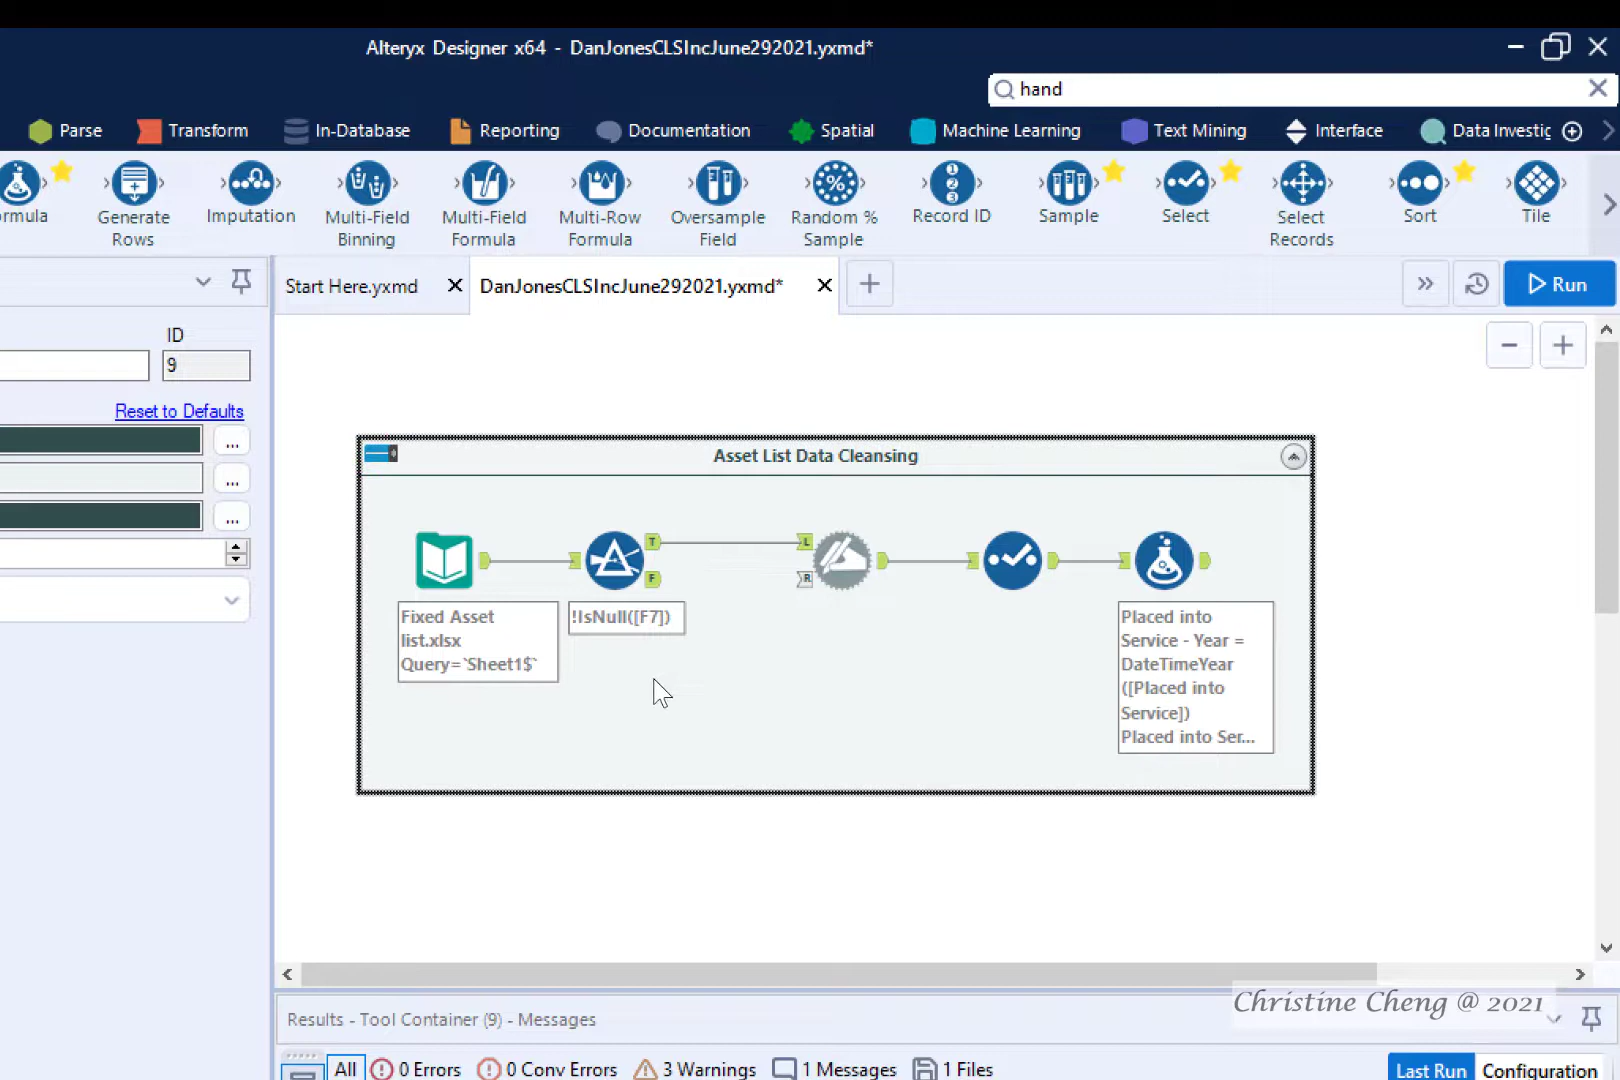 Alteryx Designer x64 - DanJonesCLSIncJune292021.yxmd*
hand
Parse
Transform
In-Database
Reporting
Documentation
Spatial
Machine Learning
Text Mining
Interface
Data Investig
ormula
Generate Rows
Imputation
Multi-Field Binning
Multi-Field Formula
Multi-Row Formula
Oversample Field
Random % Sample
Record ID
Sample
Select
Select Records
Sort
Tile
Start Here.yxmd
DanJonesCLSIncJune292021.yxmd*
Run
ID
9
Reset to Defaults
...
...
...
Asset List Data Cleansing
T
F
L
R
Fixed Asset
list.xlsx
Query=`Sheet1$`
!IsNull([F7])
Placed into
Service - Year =
DateTimeYear
([Placed into
Service])
Placed into Ser...
Christine Cheng @ 2021
Results - Tool Container (9) - Messages
All
0 Errors
0 Conv Errors
3 Warnings
1 Messages
1 Files
Last Run
Configuration